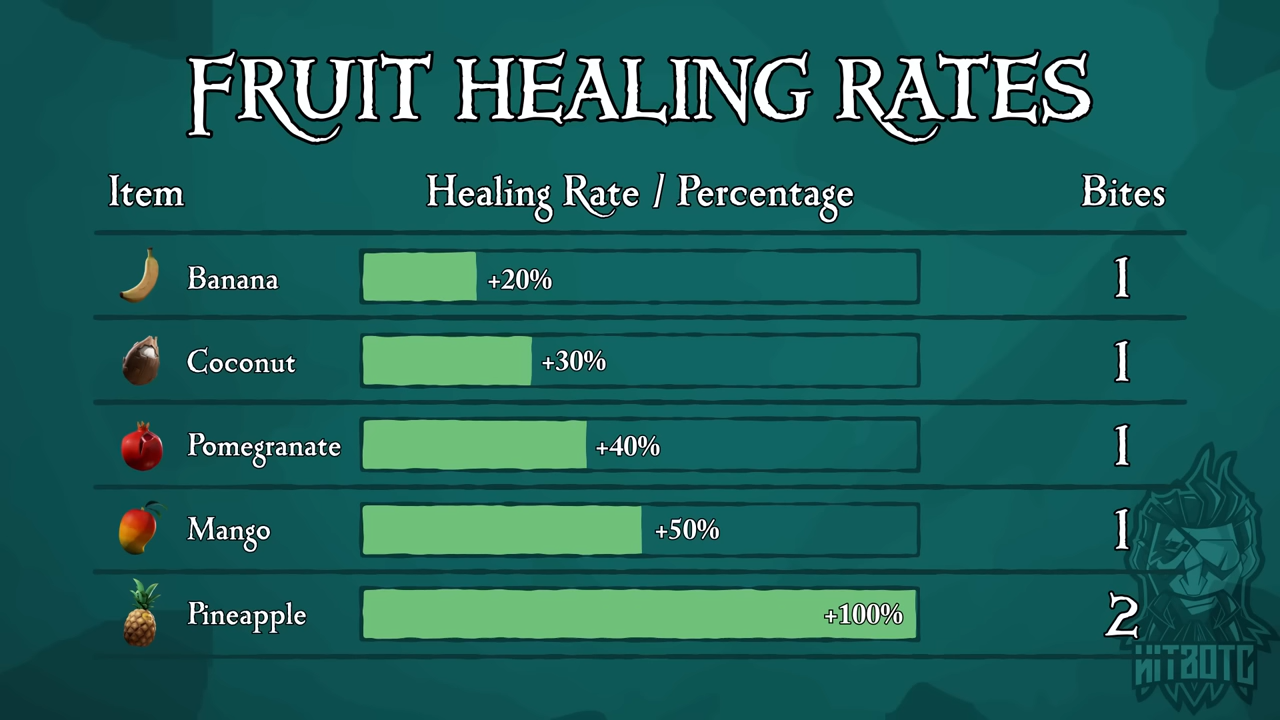 FRUIT HEALING RATES
Item Healing Rate / Percentage Bites
Banana +20% 1
Coconut +30% 1
Pomegranate +40% 1
Mango +50% 1
Pineapple +100% 2
HITBOTC